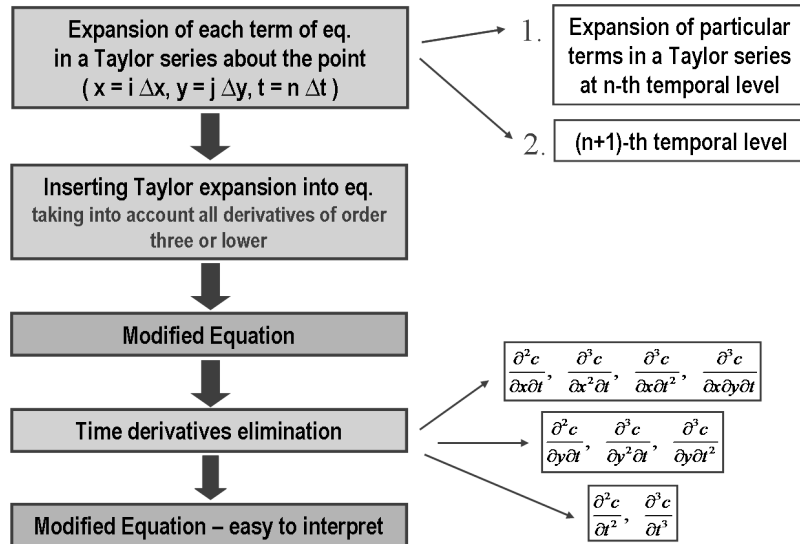 Expansion of each term of eq.
in a Taylor series about the point
( x = i Δx, y = j Δy, t = n Δt )
1.
Expansion of particular
terms in a Taylor series
at n-th temporal level
2.
(n+1)-th temporal level
Inserting Taylor expansion into eq.
taking into account all derivatives of order
three or lower
Modified Equation
∂²c/∂x∂t, ∂³c/∂x²∂t, ∂³c/∂x∂t², ∂³c/∂x∂y∂t
Time derivatives elimination
∂²c/∂y∂t, ∂³c/∂y²∂t, ∂³c/∂y∂t²
∂²c/∂t², ∂³c/∂t³
Modified Equation – easy to interpret